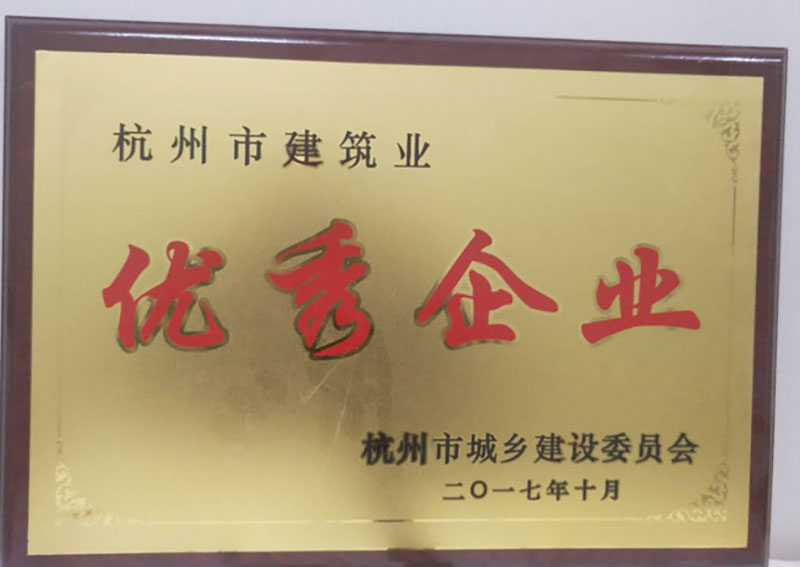 杭州市建筑业
优秀企业
杭州市城乡建设委员会
二〇一七年十月